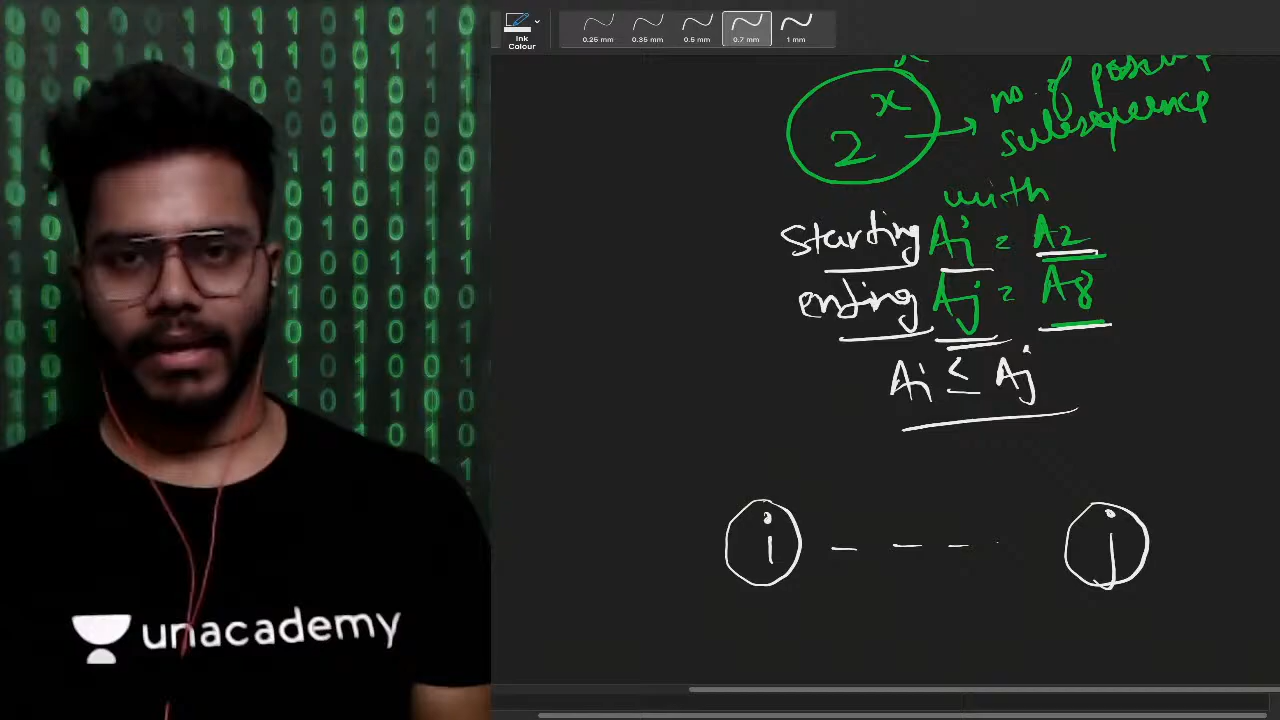 Ink
Colour
0.25 mm 0.35 mm 0.5 mm 0.7 mm 1 mm
2^x → no. of possible
subsequence
with
starting Ai = A2
ending Aj = A8
Ai ≤ Aj
i - - - j
unacademy